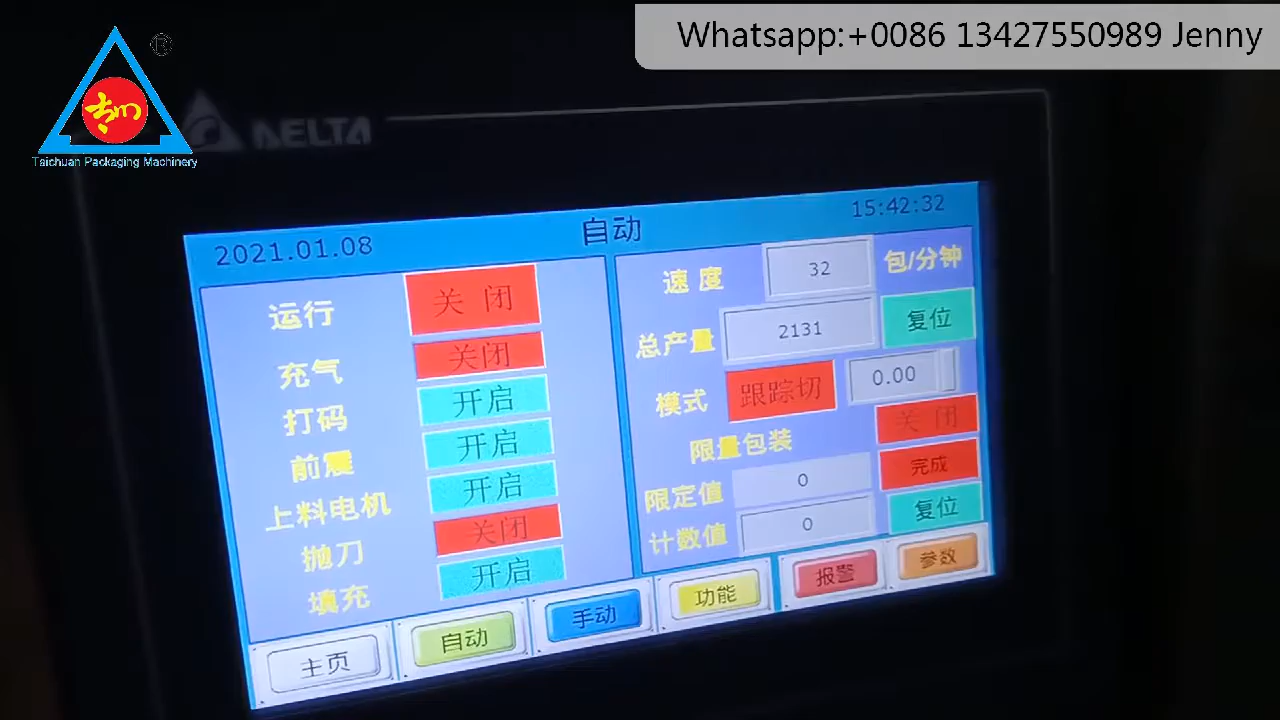 Whatsapp:+0086 13427550989 Jenny
®
Taichuan Packaging Machinery
DELTA
2021.01.08 自动 15:42:32
运行 关闭
充气 关闭
打码 开启
前震 开启
上料电机 开启
抛刀 关闭
填充 开启
速度 32 包/分钟
总产量 2131 复位
模式 跟踪切 0.00
限量包装 关闭
完成
限定值 0
计数值 0 复位
主页 自动 手动 功能 报警 参数